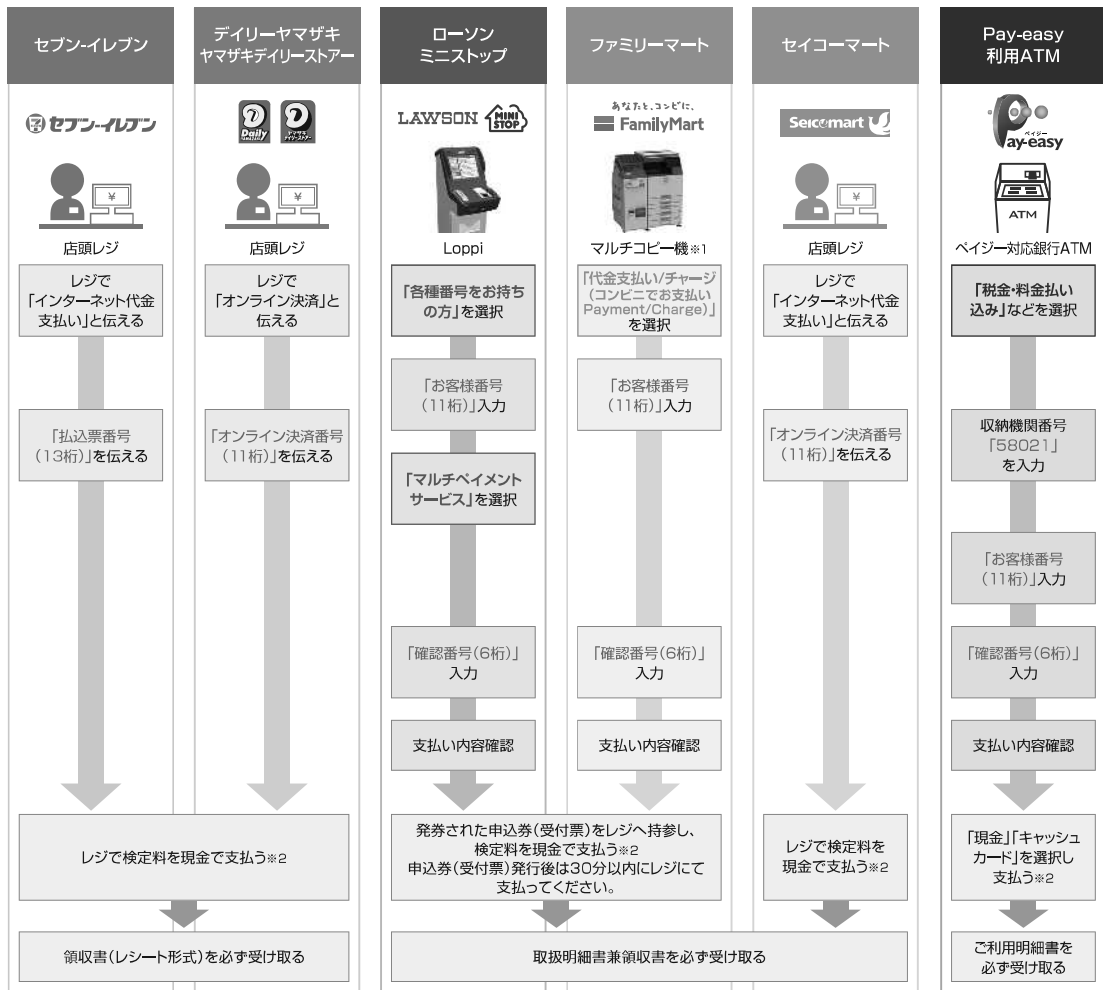 セブン-イレブン
セブン-イレブン
¥
店頭レジ
レジで
「インターネット代金
支払い」と伝える
「払込票番号
(13桁)」を伝える
デイリーヤマザキ
ヤマザキデイリーストアー
Daily
YAMAZAKI
ヤマザキ
デイリーストアー
¥
店頭レジ
レジで
「オンライン決済」と
伝える
「オンライン決済番号
(11桁)」を伝える
レジで検定料を現金で支払う※2
領収書(レシート形式)を必ず受け取る
ローソン
ミニストップ
LAWSON
MINI
STOP
Loppi
「各種番号をお持ち
の方」を選択
「お客様番号
(11桁)」入力
「マルチペイメント
サービス」を選択
「確認番号(6桁)」
入力
支払い内容確認
ファミリーマート
あなたと、コンビに、
FamilyMart
マルチコピー機※1
「代金支払い/チャージ
(コンビニでお支払い
Payment/Charge)」
を選択
「お客様番号
(11桁)」入力
「確認番号(6桁)」
入力
支払い内容確認
発券された申込券(受付票)をレジへ持参し、
検定料を現金で支払う※2
申込券(受付票)発行後は30分以内にレジにて
支払ってください。
セイコーマート
Seicomart
¥
店頭レジ
レジで
「インターネット代金
支払い」と伝える
「オンライン決済番号
(11桁)」を伝える
レジで検定料を
現金で支払う※2
取扱明細書兼領収書を必ず受け取る
Pay-easy
利用ATM
ペイジー
Pay-easy
ATM
ペイジー対応銀行ATM
「税金・料金払い
込み」などを選択
収納機関番号
「58021」
を入力
「お客様番号
(11桁)」入力
「確認番号(6桁)」
入力
支払い内容確認
「現金」「キャッシュ
カード」を選択し
支払う※2
ご利用明細書を
必ず受け取る